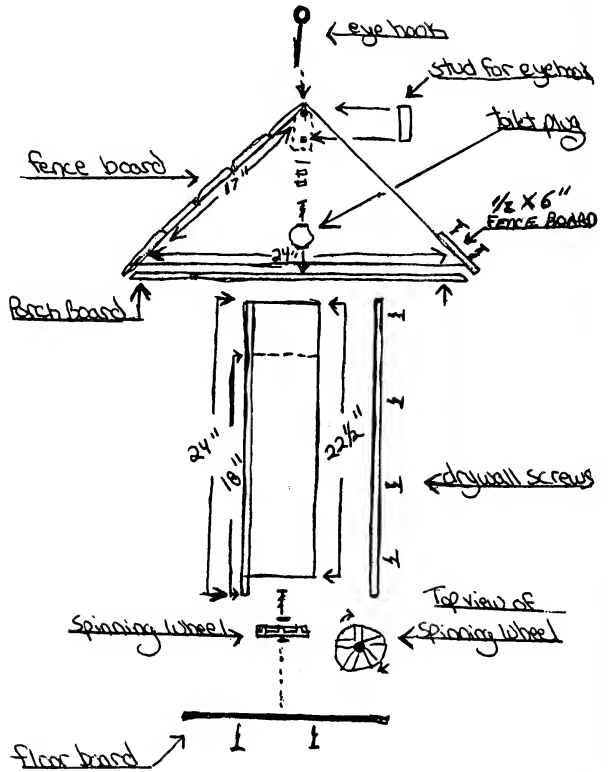 eye hook
stud for eyehook
toilet plug
fence board
17"
1/2 X 6"
FENCE BOARD
24"
Porch Board
24"
18"
22 1/2"
drywall screws
Spinning Wheel
Top view of
Spinning Wheel
floor board